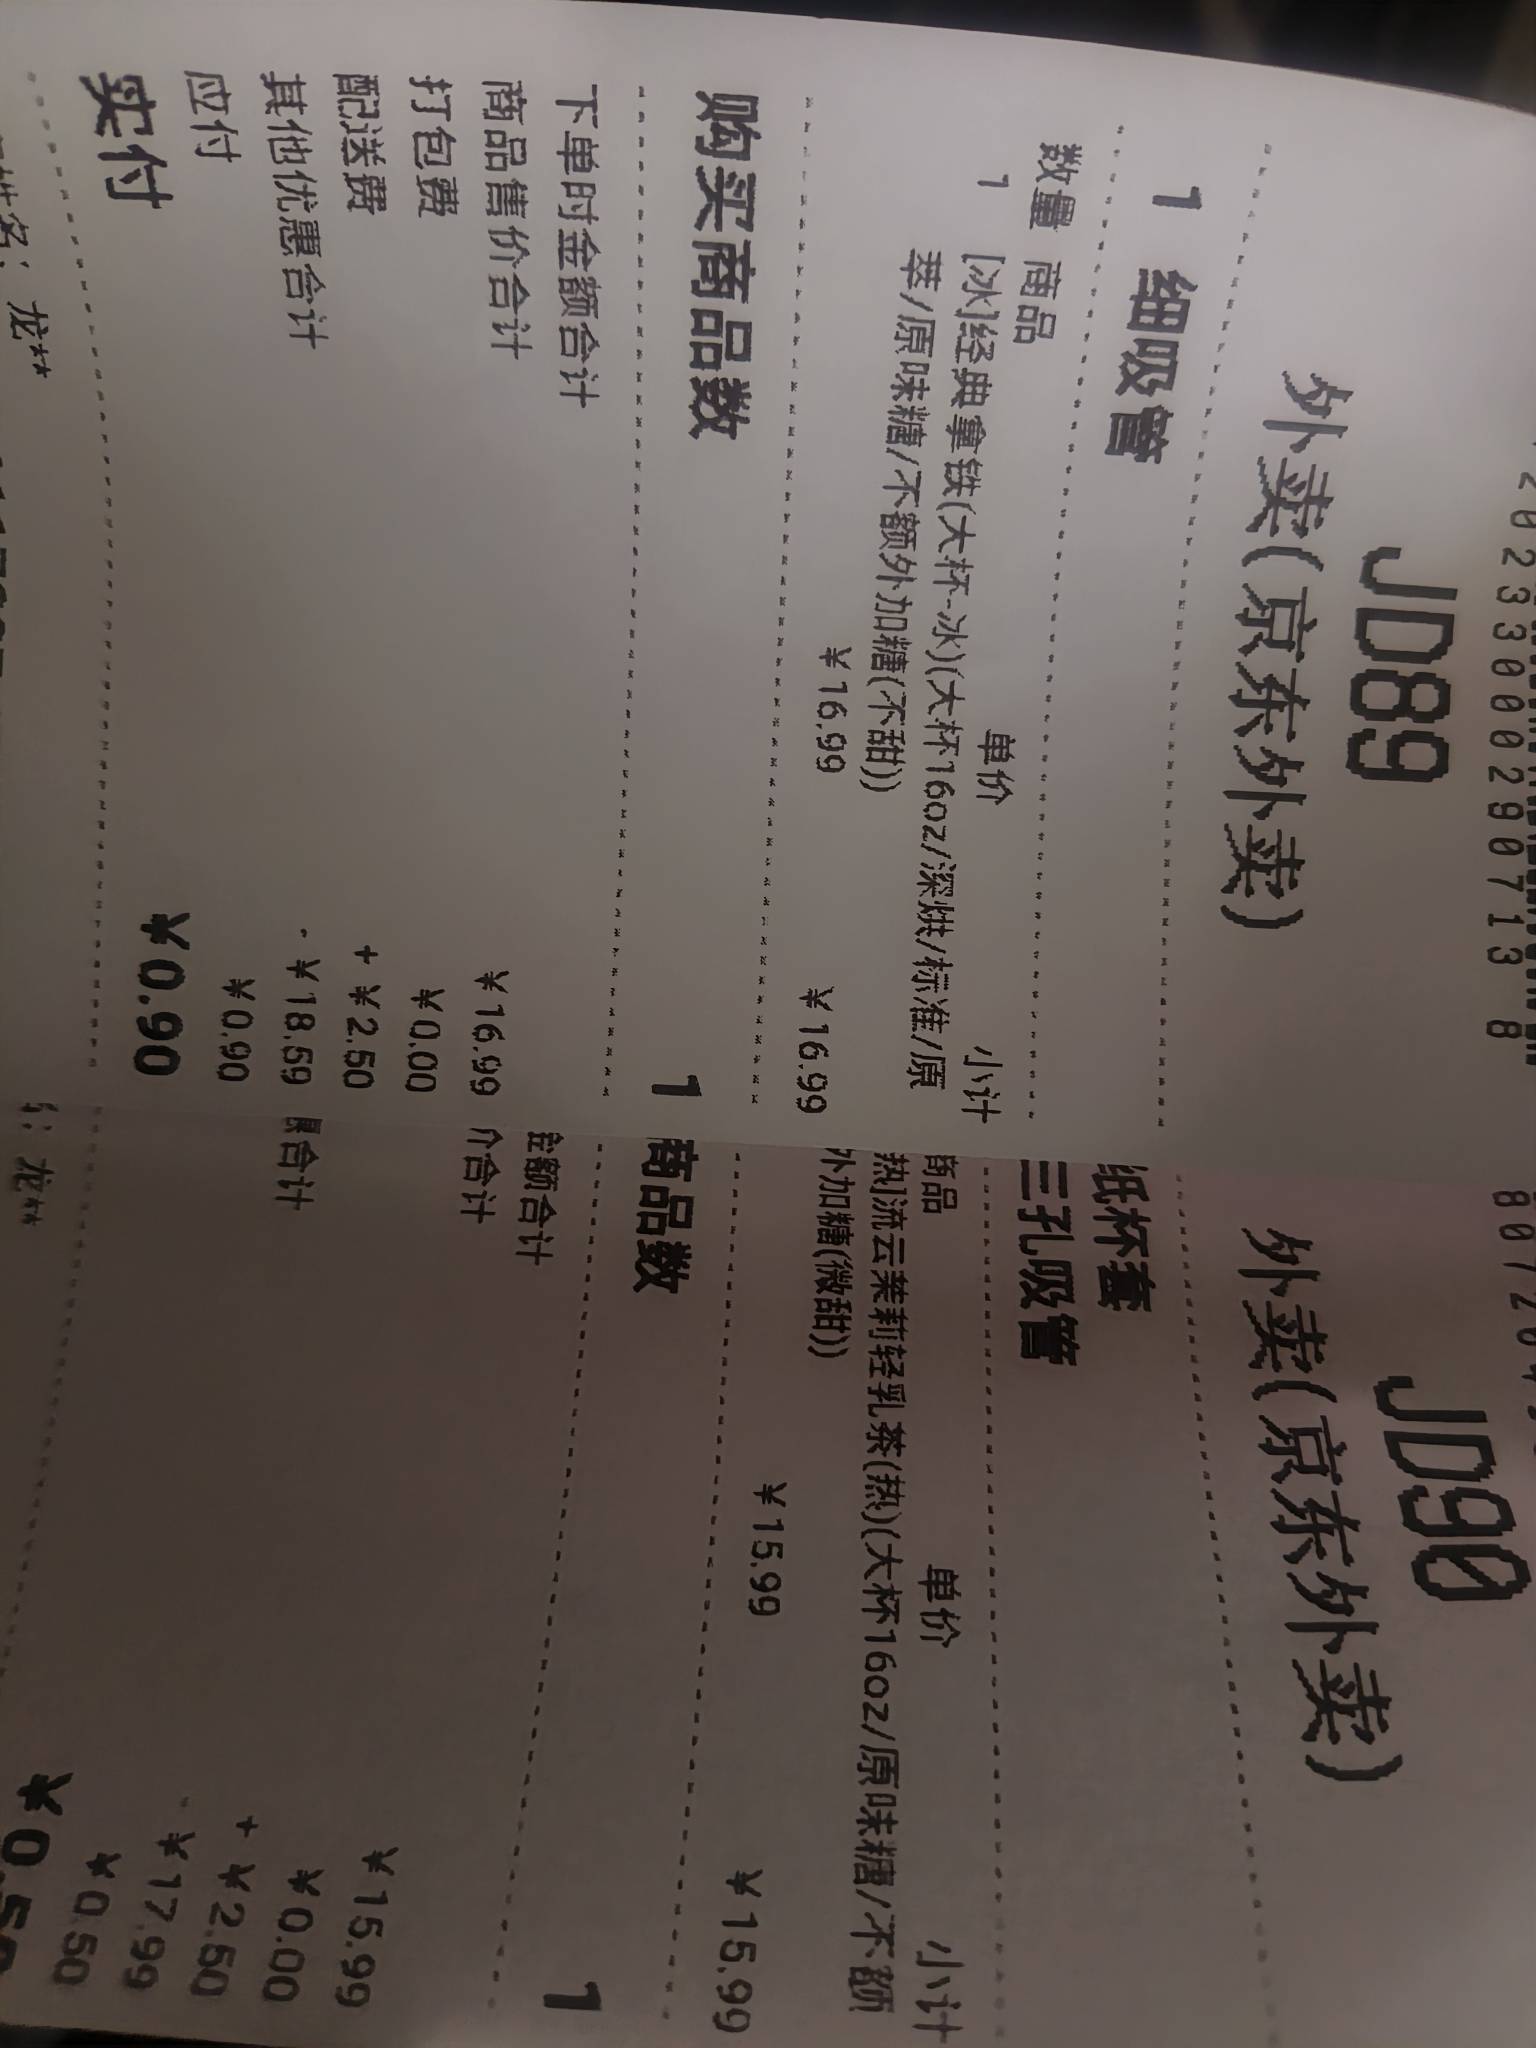 2023300029071388
JD89
外卖(京东外卖)
1 细吸管
数量 商品 单价 小计
1 [冰]经典拿铁(大杯-冰)(大杯16oz/深烘/标准/原
萃/原味糖/不额外加糖(不甜))
¥16.99 ¥16.99
购买商品数 1
下单时金额合计
商品售价合计 ¥16.99
打包费 ¥0.00
配送费 +¥2.50
其他优惠合计 -¥18.59
应付 ¥0.90
实付 ¥0.90
名: 龙**
JD90
外卖(京东外卖)
纸杯套
三孔吸管
商品 单价 小计
热]流云茉莉轻乳茶(热)(大杯16oz/原味糖/不额
外加糖(微甜))
¥15.99 ¥15.99
商品数 1
金额合计
合计 ¥15.99
¥0.00
+¥2.50
合计 -¥17.99
¥0.50
¥0.50
: 龙**